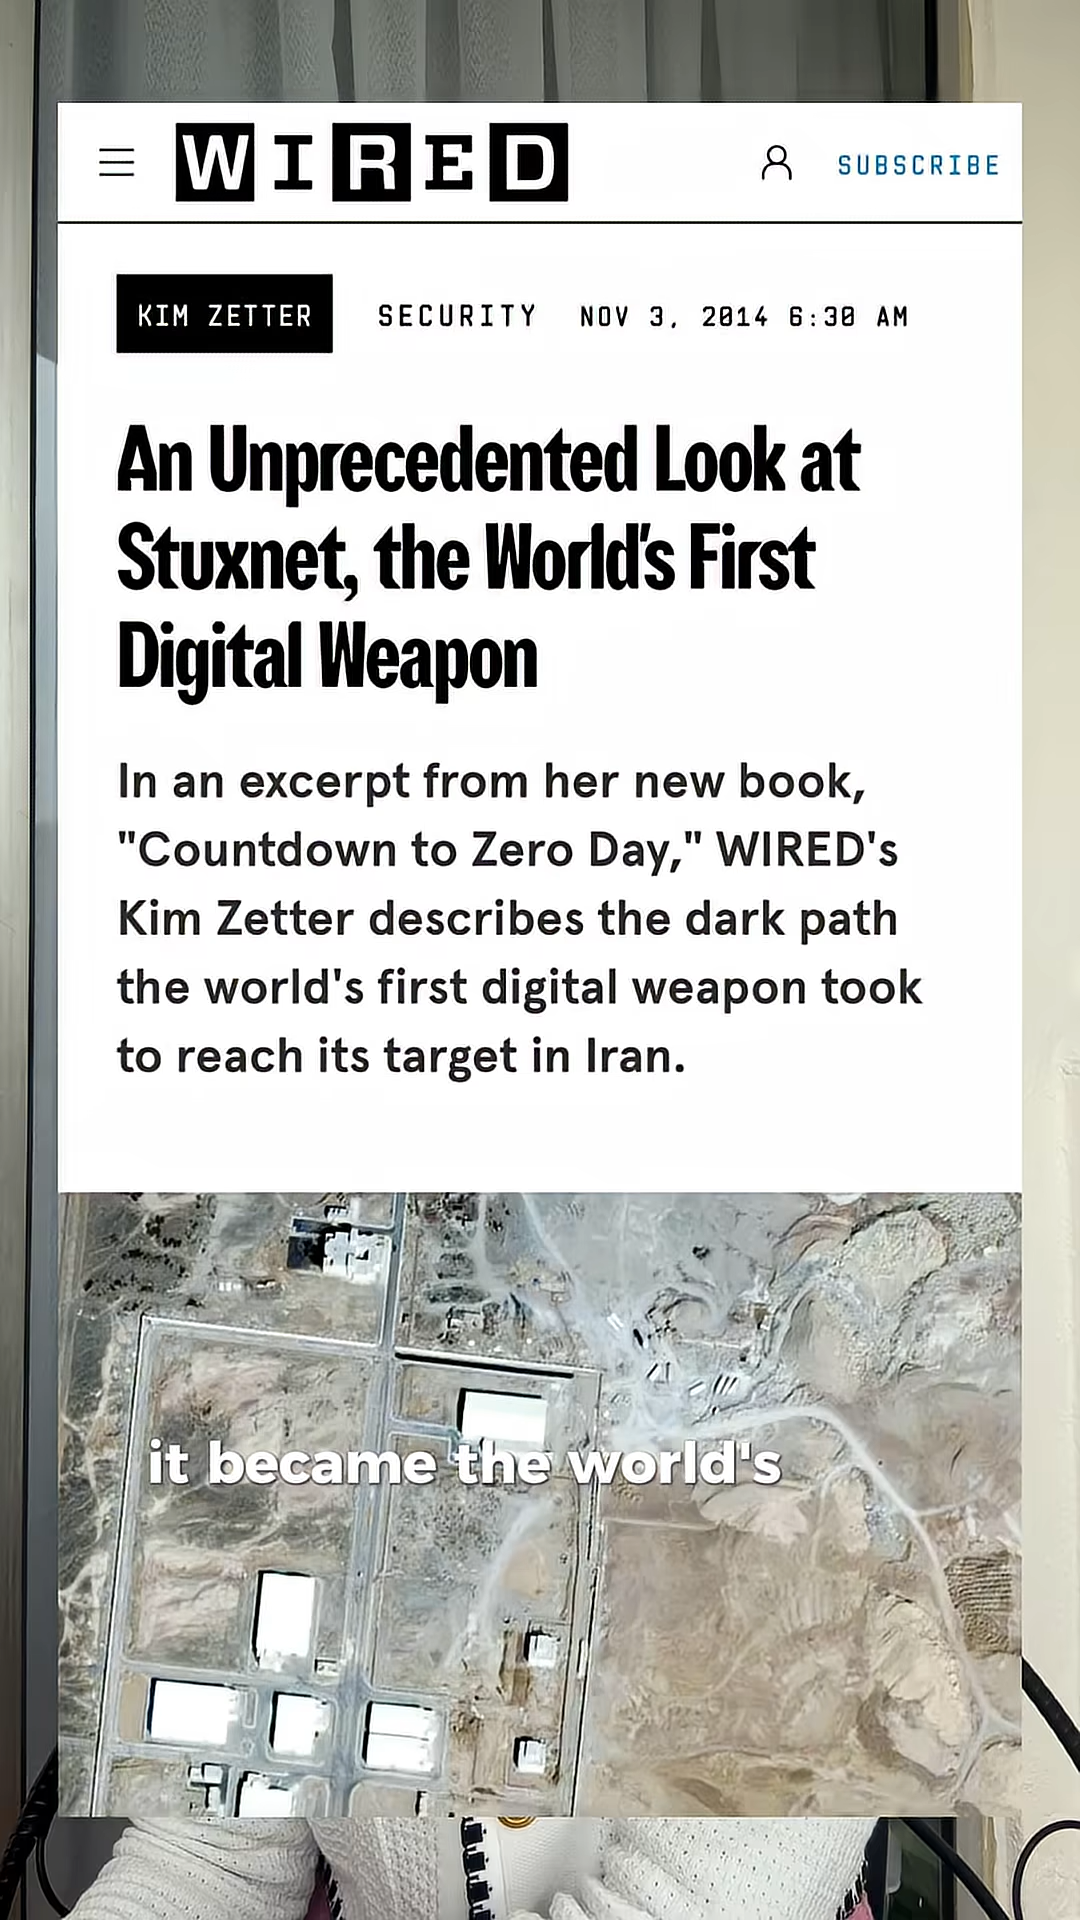 WIRED
SUBSCRIBE
KIM ZETTER
SECURITY
NOV 3, 2014 6:30 AM
An Unprecedented Look at
Stuxnet, the World's First
Digital Weapon
In an excerpt from her new book,
"Countdown to Zero Day," WIRED's
Kim Zetter describes the dark path
the world's first digital weapon took
to reach its target in Iran.
it became the world's